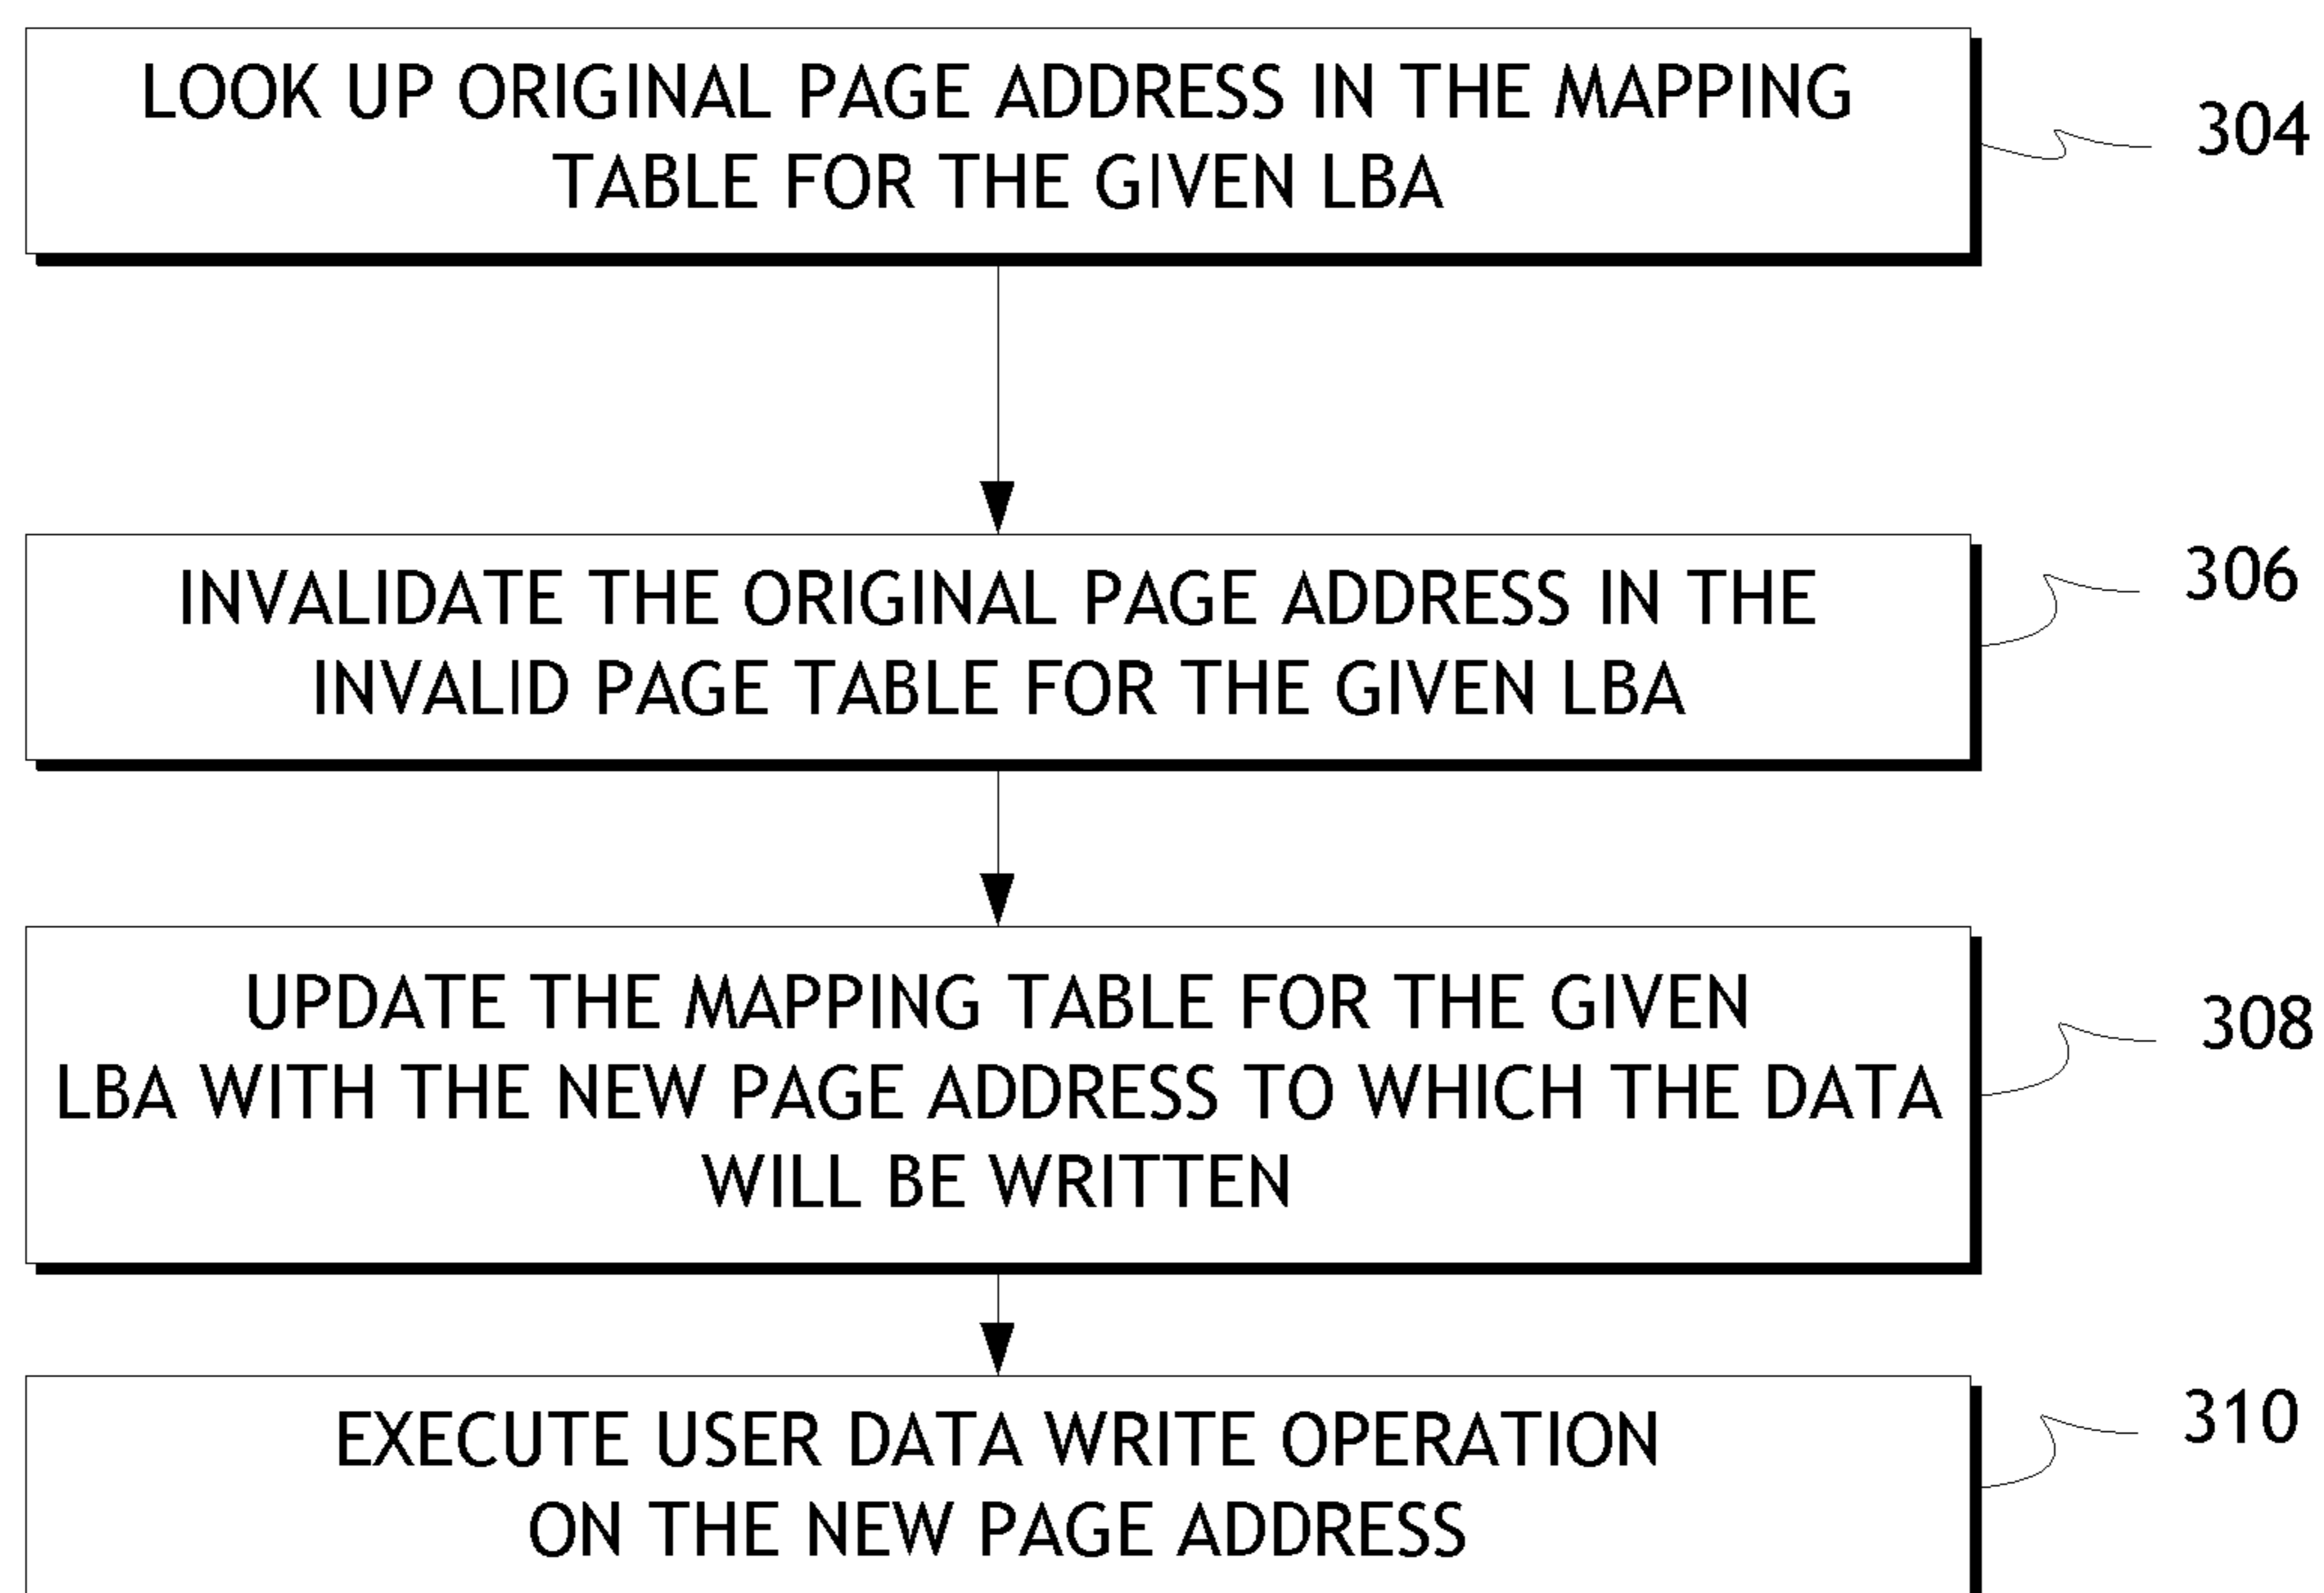 LOOK UP ORIGINAL PAGE ADDRESS IN THE MAPPING
TABLE FOR THE GIVEN LBA
304
INVALIDATE THE ORIGINAL PAGE ADDRESS IN THE
INVALID PAGE TABLE FOR THE GIVEN LBA
306
UPDATE THE MAPPING TABLE FOR THE GIVEN
LBA WITH THE NEW PAGE ADDRESS TO WHICH THE DATA
WILL BE WRITTEN
308
EXECUTE USER DATA WRITE OPERATION
ON THE NEW PAGE ADDRESS
310